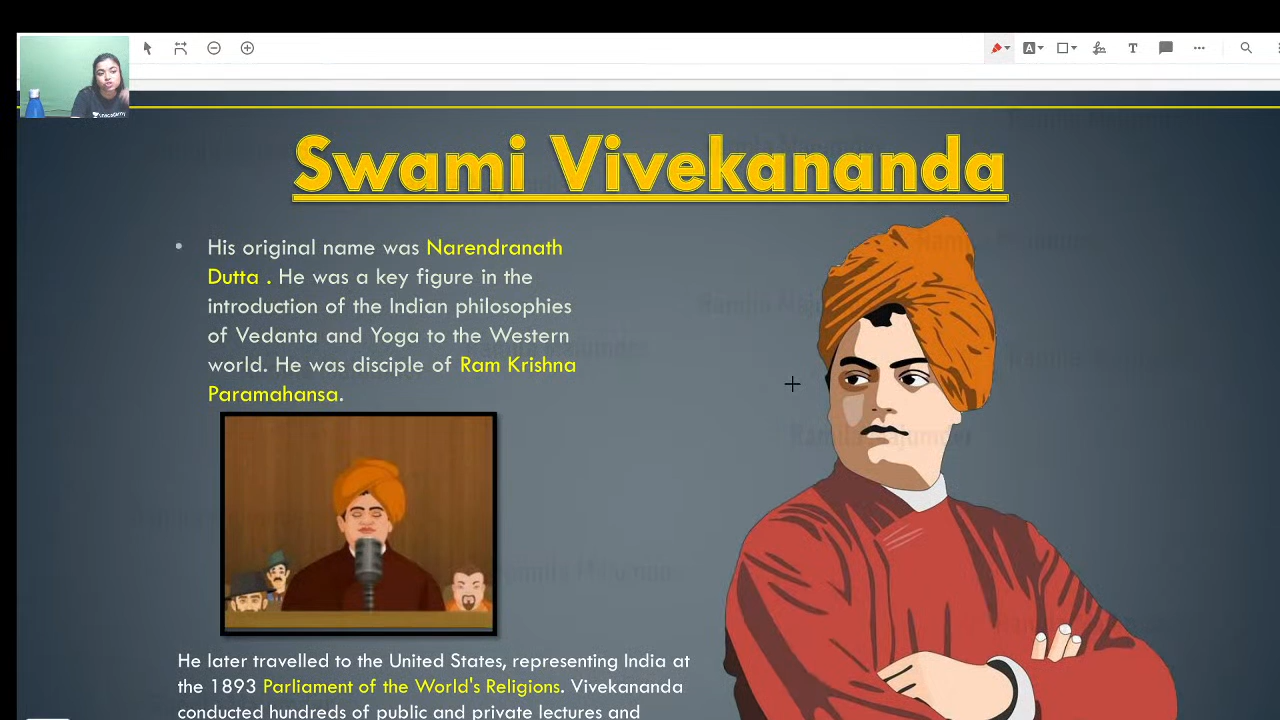 Swami Vivekananda
• His original name was Narendranath
Dutta . He was a key figure in the
introduction of the Indian philosophies
of Vedanta and Yoga to the Western
world. He was disciple of Ram Krishna
Paramahansa.
He later travelled to the United States, representing India at
the 1893 Parliament of the World's Religions. Vivekananda
conducted hundreds of public and private lectures and